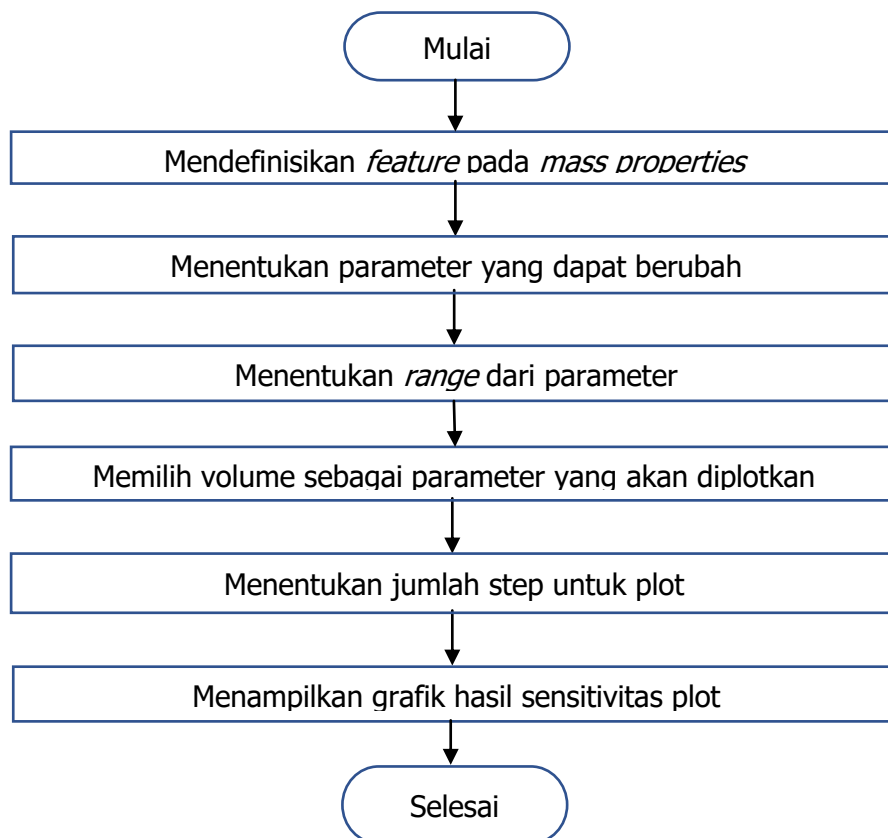 Mulai
Mendefinisikan feature pada mass properties
Menentukan parameter yang dapat berubah
Menentukan range dari parameter
Memilih volume sebagai parameter yang akan diplotkan
Menentukan jumlah step untuk plot
Menampilkan grafik hasil sensitivitas plot
Selesai